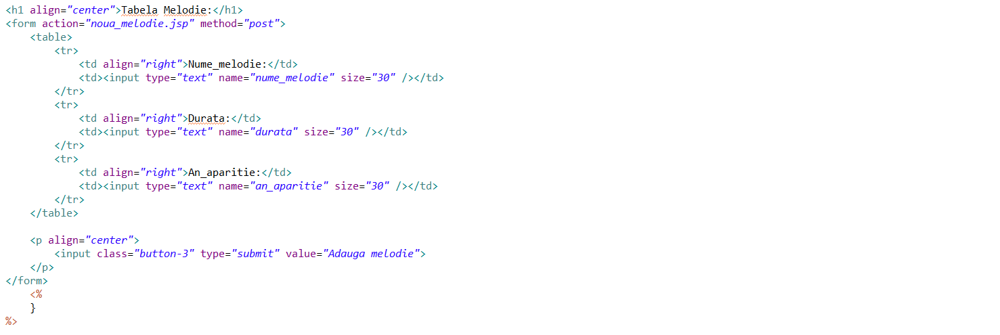 <h1 align="center">Tabela Melodie:</h1>
<form action="noua_melodie.jsp" method="post">
    <table>
        <tr>
            <td align="right">Nume_melodie:</td>
            <td><input type="text" name="nume_melodie" size="30" /></td>
        </tr>
        <tr>
            <td align="right">Durata:</td>
            <td><input type="text" name="durata" size="30" /></td>
        </tr>
        <tr>
            <td align="right">An_aparitie:</td>
            <td><input type="text" name="an_aparitie" size="30" /></td>
        </tr>
    </table>

    <p align="center">
        <input class="button-3" type="submit" value="Adauga melodie">
    </p>
</form>
    <%
    }
%>